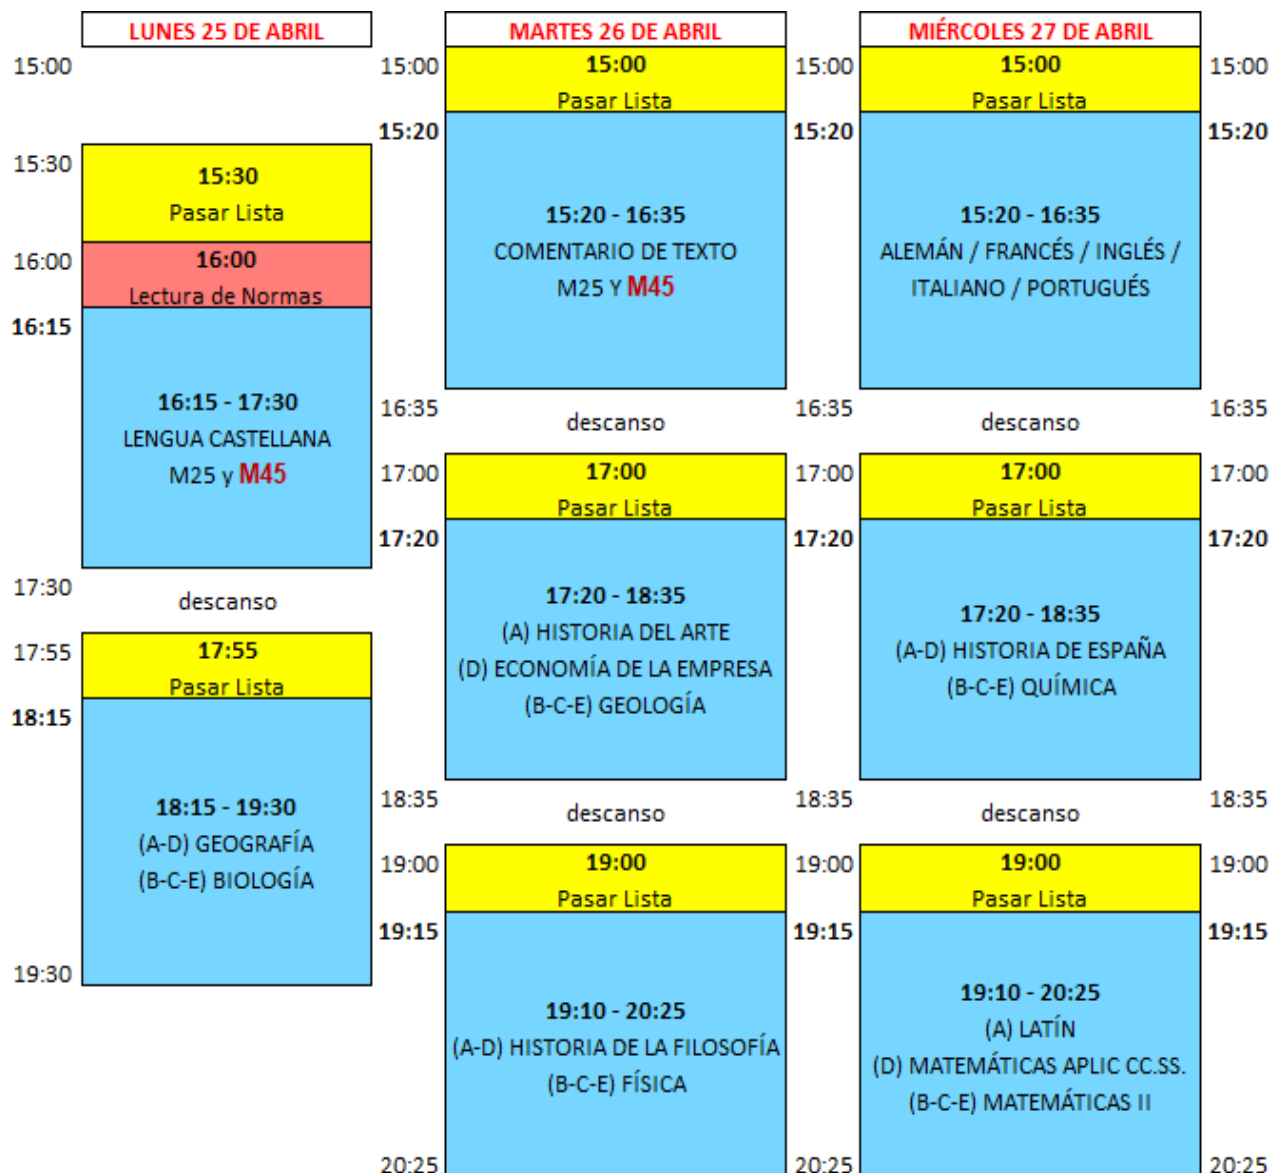 LUNES 25 DE ABRIL
15:00
15:30
15:30
Pasar Lista
16:00
16:00
Lectura de Normas
16:15
16:15 - 17:30
LENGUA CASTELLANA
M25 y M45
17:30
descanso
17:55
17:55
Pasar Lista
18:15
18:15 - 19:30
(A-D) GEOGRAFÍA
(B-C-E) BIOLOGÍA
19:30
MARTES 26 DE ABRIL
15:00
15:00
Pasar Lista
15:20
15:20 - 16:35
COMENTARIO DE TEXTO
M25 Y M45
16:35
descanso
17:00
17:00
Pasar Lista
17:20
17:20 - 18:35
(A) HISTORIA DEL ARTE
(D) ECONOMÍA DE LA EMPRESA
(B-C-E) GEOLOGÍA
18:35
descanso
19:00
19:00
Pasar Lista
19:15
19:10 - 20:25
(A-D) HISTORIA DE LA FILOSOFÍA
(B-C-E) FÍSICA
20:25
MIÉRCOLES 27 DE ABRIL
15:00
15:00
15:00
Pasar Lista
15:20
15:20
15:20 - 16:35
ALEMÁN / FRANCÉS / INGLÉS /
ITALIANO / PORTUGUÉS
16:35
16:35
descanso
17:00
17:00
17:00
Pasar Lista
17:20
17:20
17:20 - 18:35
(A-D) HISTORIA DE ESPAÑA
(B-C-E) QUÍMICA
18:35
18:35
descanso
19:00
19:00
19:00
Pasar Lista
19:15
19:15
19:10 - 20:25
(A) LATÍN
(D) MATEMÁTICAS APLIC CC.SS.
(B-C-E) MATEMÁTICAS II
20:25
20:25